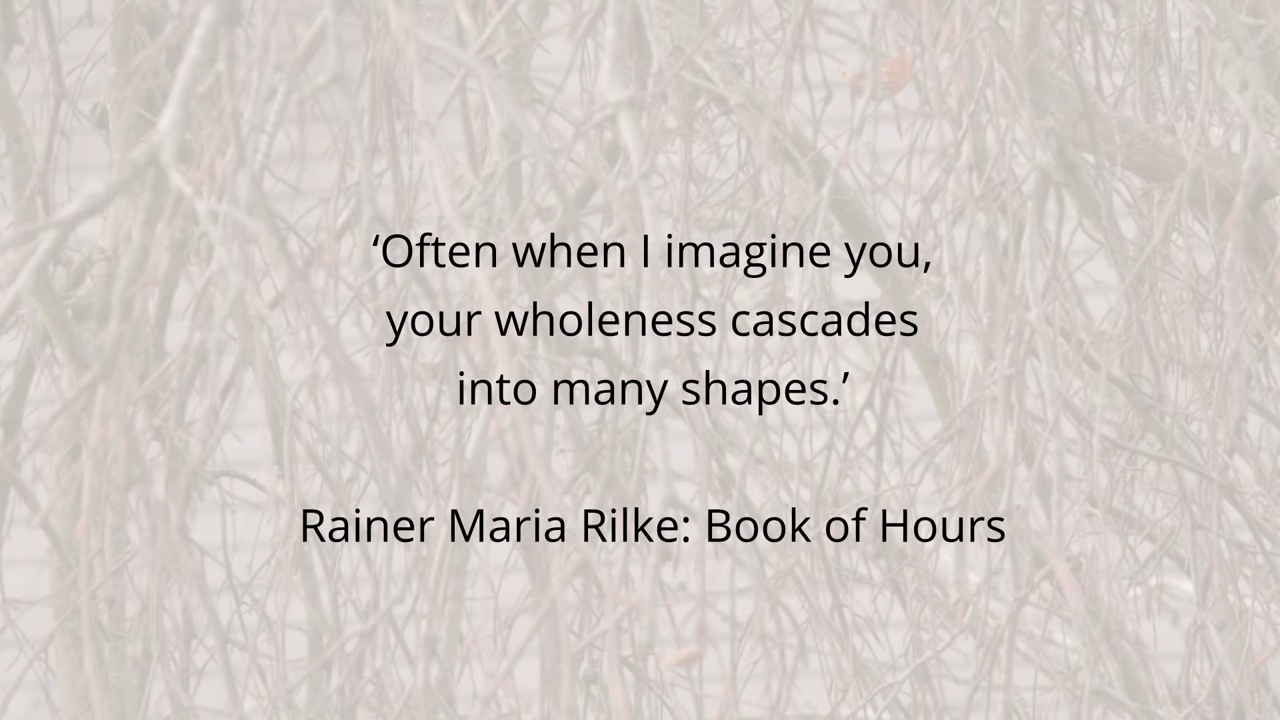 ‘Often when I imagine you,
your wholeness cascades
into many shapes.’
Rainer Maria Rilke: Book of Hours